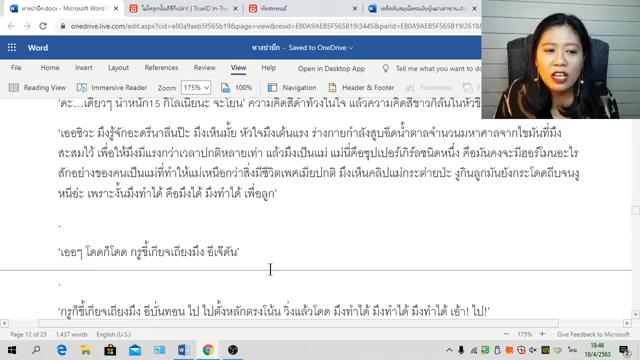 หางปายัก.docx - Microsoft Word
โมโหลูกนั้นดีจีกี่ปกา | TrueID In-Tre
พัทเสทหนร์
onedrive.live.com/edit.aspx?cid=e80a9aeb5f565b19&page=view&resid=E80A9AEB5F565B19!3445&parId=E80A9AEB5F565B19!2618
Word
หางปายัก - Saved to OneDrive
File
Home
Insert
Layout
References
Review
View
Help
Open in Desktop App
Tell me what you want to do
Reading View
Zoom Out
175%
100%
Page Width
Navigation
Header & Footer
'ดะ...เดี๋ยวๆ น้ำหนัก15 กิโลเนี่ยนะ จะโยน' ความคิดสีดำท้วงในใจ แล้วความคิดสีขาวก็ลั่นในหัวขึ้
'เออชิวะ มึงรู้จักอะดรีนาลีนป๊ะ มึงเห็นมั้ย หัวใจมึงเต้นแรง ร่างกายกำลังสูบฉีดน้ำตาลจำนวนมหาศาลจากไขมันที่มึง
สะสมไว้ เพื่อให้มึงมีแรงกว่าเวลาปกติหลายเท่า แล้วมึงเป็นแม่ แม่นี่คือซุปเปอร์เกิร์ลชนิดหนึ่ง คือมันคงจะมีฮอร์โมนอะไร
สักอย่างของคนเป็นแม่ที่ทำให้แม่เหนือกว่าสิ่งมีชีวิตเพศเมียปกติ มึงเห็นคลิปแม่กระต่ายป่ะ งูกินลูกมันยังกระโดดถีบจนงู
หนีอ่ะ เพราะงั้นมึงทำได้ คือมึงได้ มึงทำได้ เพื่อลูก'
.
'เออๆ โดดก็โดด กรูขี้เกียจเถียงมึง อีเจ๊ดัน'
.
'กรูก็ขี้เกียจเถียงมึง อีบั่นทอน ไป ไปตั้งหลักตรงโน้น วิ่งแล้วโดด มึงทำได้ มึงทำได้ มึงทำได้ เอ้า! ไป!'
Page 12 of 23
1,437 words
English (U.S.)
175%
Give Feedback to Microsoft
18:46
18/4/2563
ไทย